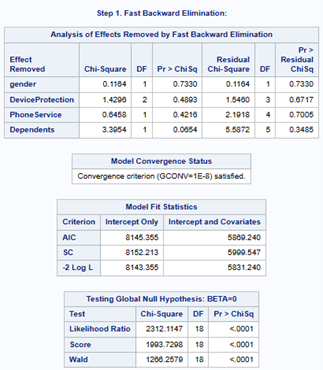 Step 1. Fast Backward Elimination:
Analysis of Effects Removed by Fast Backward Elimination
Effect Removed Chi-Square DF Pr > ChiSq Residual Chi-Square DF Pr > Residual ChiSq
gender 0.1164 1 0.7330 0.1164 1 0.7330
DeviceProtection 1.4296 2 0.4893 1.5460 3 0.6717
PhoneService 0.6458 1 0.4216 2.1918 4 0.7005
Dependents 3.3954 1 0.0654 5.5872 5 0.3485
Model Convergence Status
Convergence criterion (GCONV=1E-8) satisfied.
Model Fit Statistics
Criterion Intercept Only Intercept and Covariates
AIC 8145.355 5869.240
SC 8152.213 5999.547
-2 Log L 8143.355 5831.240
Testing Global Null Hypothesis: BETA=0
Test Chi-Square DF Pr > ChiSq
Likelihood Ratio 2312.1147 18 <.0001
Score 1993.7298 18 <.0001
Wald 1266.2579 18 <.0001